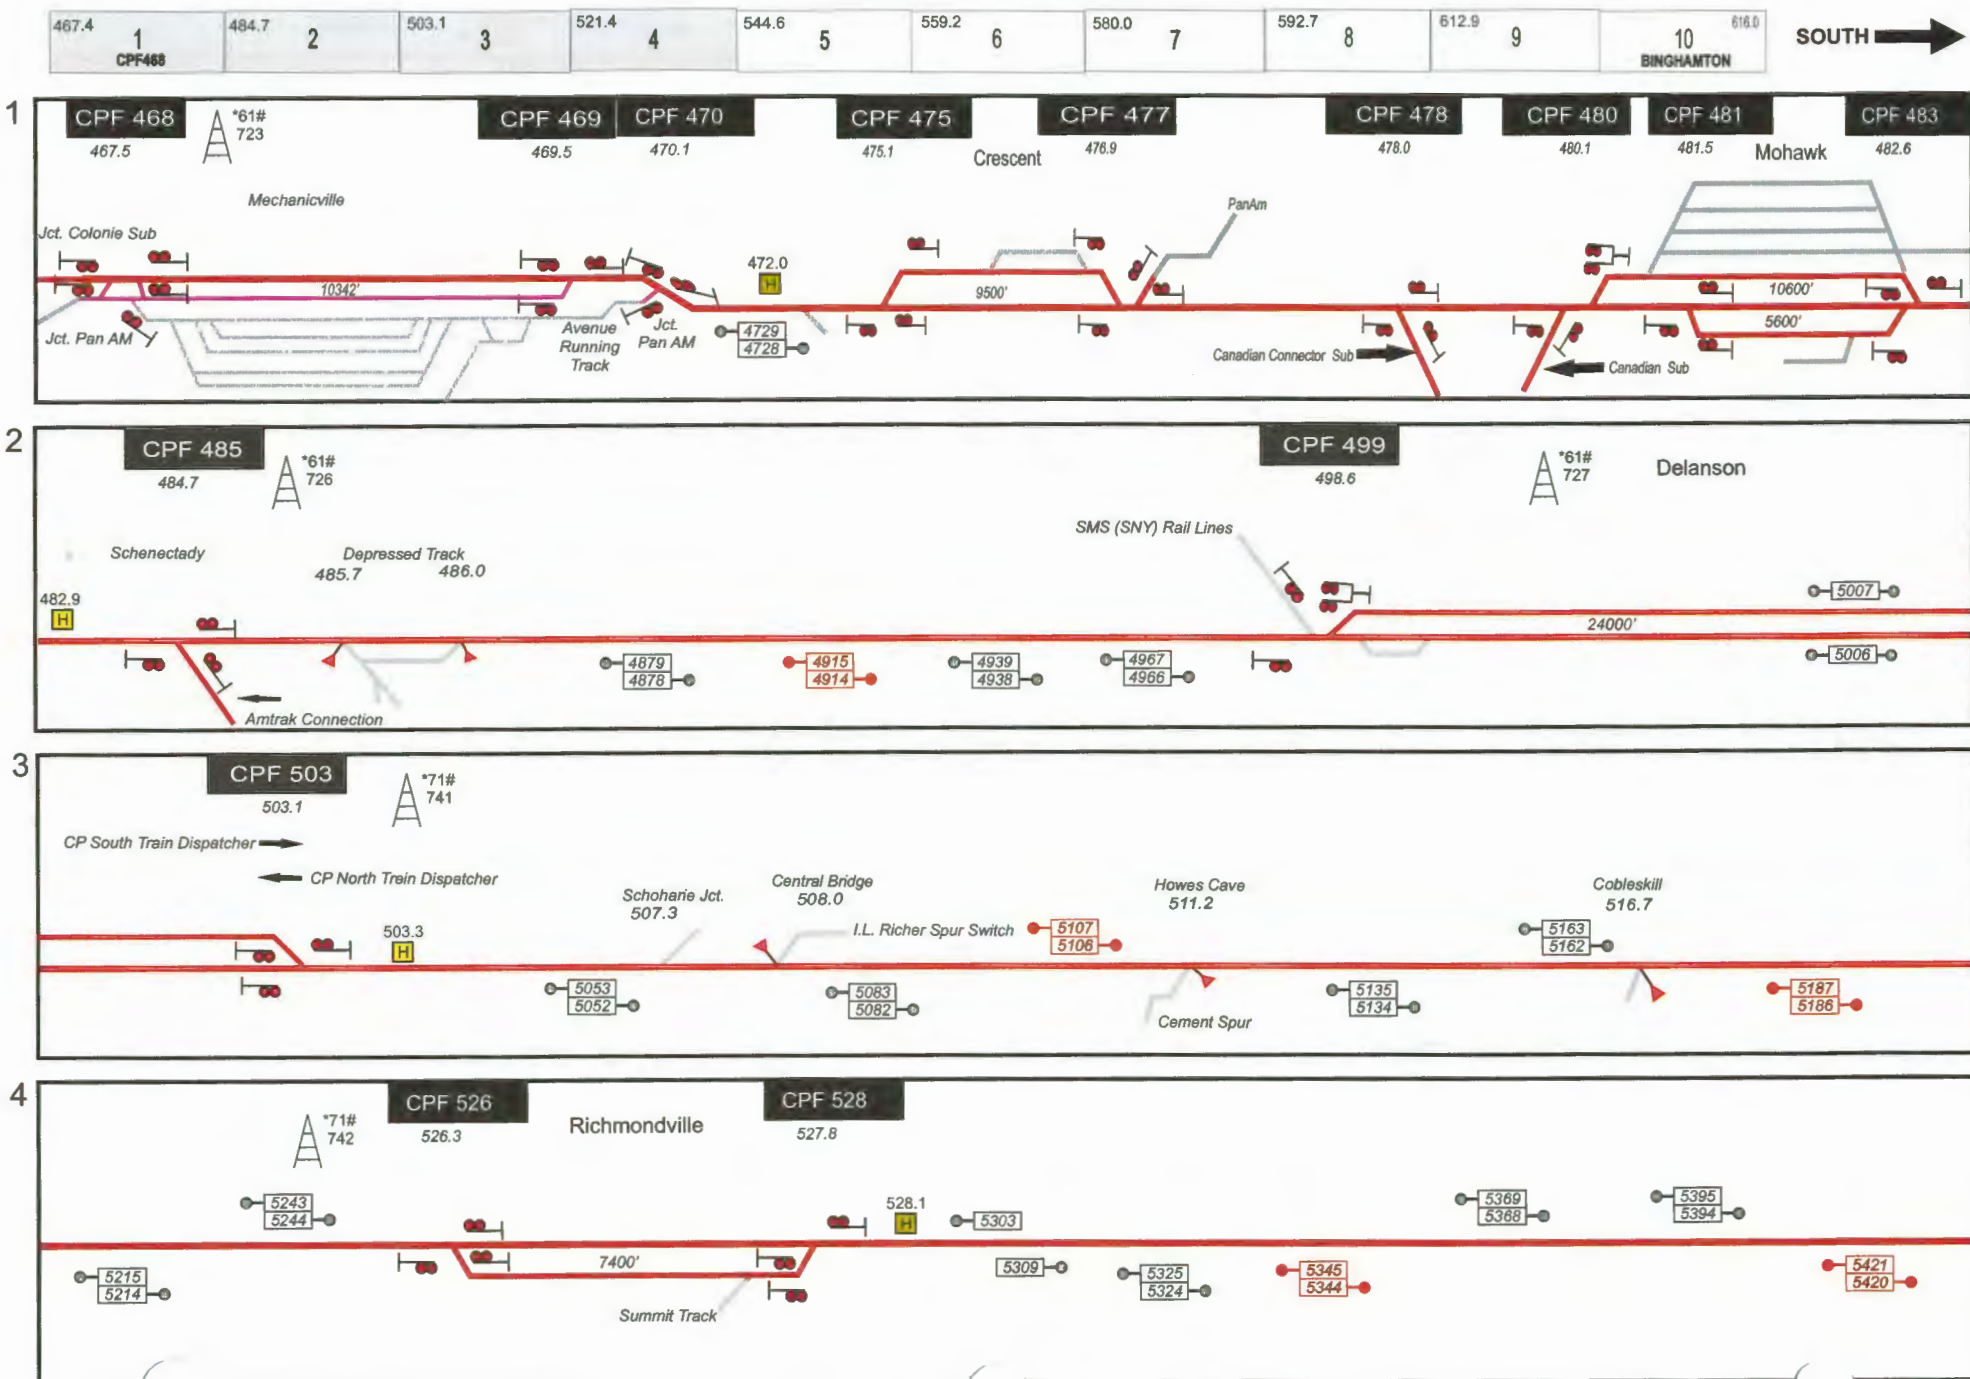 467.4 1 484.7 2 503.1 3 521.4 4 544.6 5 559.2 6 580.0 7 592.7 8 612.9 9 10 616.0 SOUTH
CPF468 BINGHAMTON
1
CPF 468 *61# CPF 469 CPF 470 CPF 475 CPF 477 CPF 478 CPF 480 CPF 481 CPF 483
723
467.5 469.5 470.1 475.1 Crescent 476.9 478.0 480.1 481.5 Mohawk 482.6
Mechanicville
PanAm
Jct. Colonie Sub
472.0
H
10342' 9500' 10600'
5600'
Jct. Pan AM
Avenue
Running
Track
Jct.
Pan AM
4729
4728
Canadian Connector Sub
Canadian Sub
2
CPF 485 *61# CPF 499 *61# Delanson
726 727
484.7 498.6
SMS (SNY) Rail Lines
Schenectady Depressed Track
485.7 486.0
482.9
H
5007
24000'
4879 4915 4939 4967 5006
4878 4914 4938 4966
Amtrak Connection
3
CPF 503 *71#
741
503.1
CP South Train Dispatcher
CP North Train Dispatcher
Schoharie Jct.
507.3
Central Bridge
508.0
Howes Cave
511.2
Cobleskill
516.7
503.3
H
I.L. Richer Spur Switch
5107 5163
5106 5162
5053 5083 5135 5187
5052 5082 5134 5186
Cement Spur
4
CPF 526 Richmondville CPF 528
*71#
742
526.3 527.8
5243 528.1 5303 5369 5395
5244 H 5368 5394
7400'
5215 5309 5325 5345 5421
5214 5324 5344 5420
Summit Track